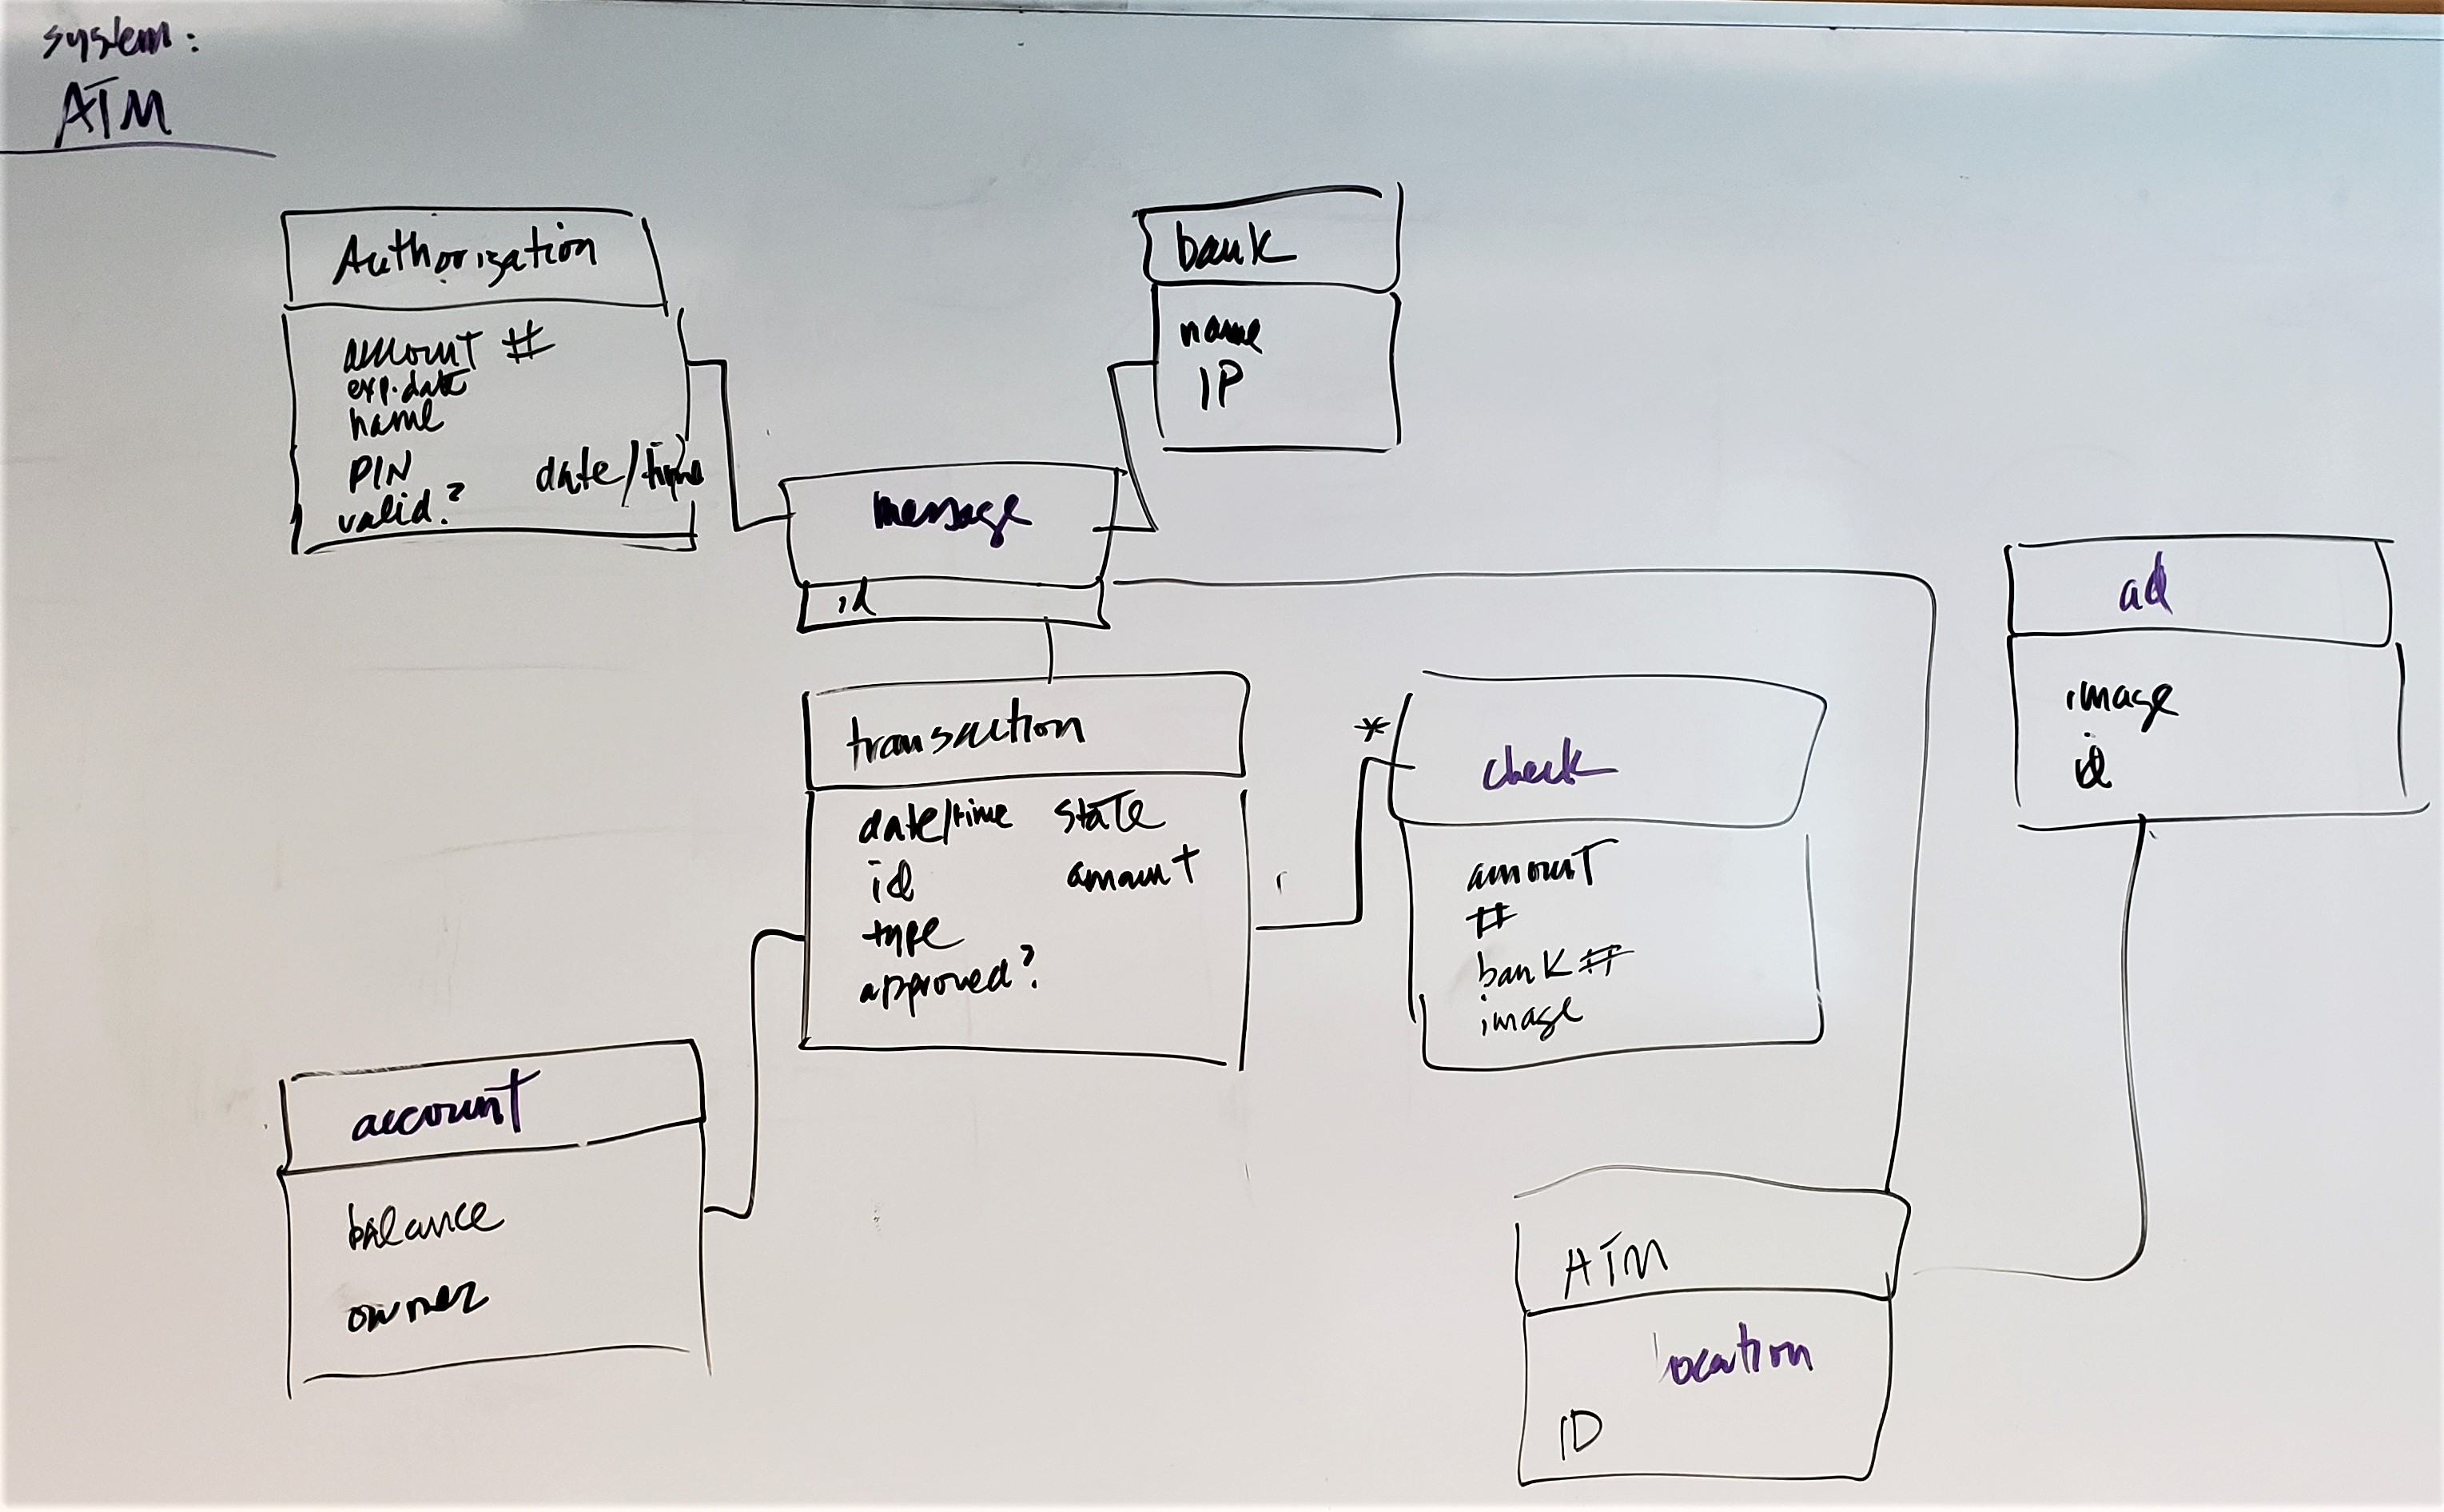 system:
ATM
Authorization
account #
exp. date
name
PIN date/time
valid?
bank
name
IP
message
id
transaction
date/time state
id amount
type
approved?
*
check
amount
#
bank #
image
ad
image
id
account
balance
owner
ATM
location
ID